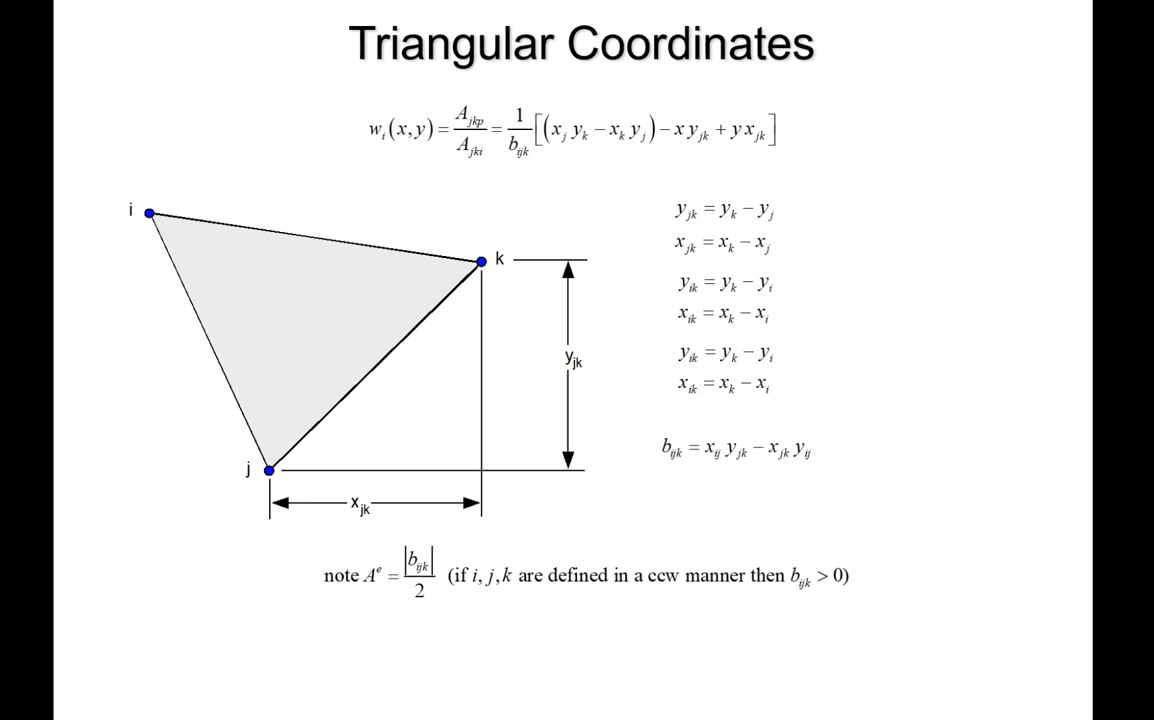 Triangular Coordinates
w_i(x,y) = A_jkp / A_jki = 1 / b_ijk [(x_j y_k − x_k y_j) − x y_jk + y x_jk]
i
k
y_jk
j
x_jk
y_jk = y_k − y_j
x_jk = x_k − x_j
y_ik = y_k − y_i
x_ik = x_k − x_i
y_ik = y_k − y_i
x_ik = x_k − x_i
b_ijk = x_ij y_jk − x_jk y_ij
note A^e = |b_ijk| / 2 (if i, j, k are defined in a ccw manner then b_ijk > 0)